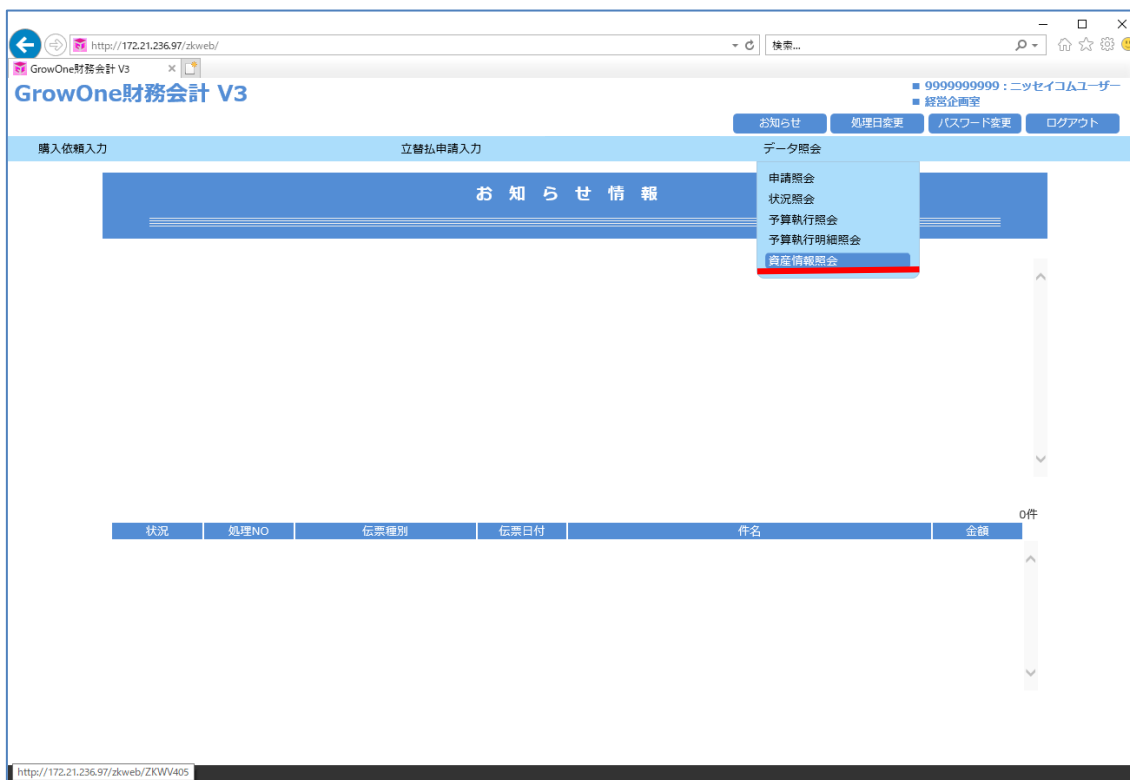 http://172.21.236.97/zkweb/
検索...
GrowOne財務会計 V3
GrowOne財務会計 V3
■ 9999999999：ニッセイコムユーザー
■ 経営企画室
お知らせ 処理日変更 パスワード変更 ログアウト
購入依頼入力 立替払申請入力 データ照会
申請照会
状況照会
予算執行照会
予算執行明細照会
資産情報照会
お知らせ情報
0件
状況 処理NO 伝票種別 伝票日付 件名 金額
http://172.21.236.97/zkweb/ZKWV405